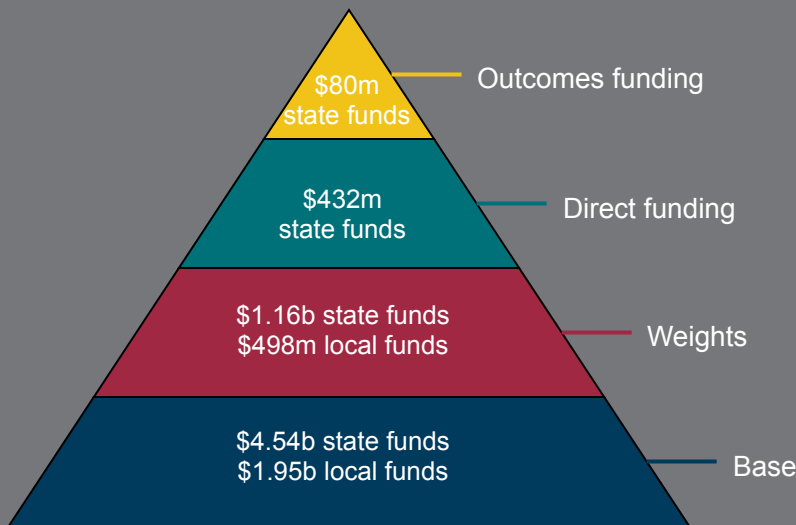 $80m
state funds
Outcomes funding
$432m
state funds
Direct funding
$1.16b state funds
$498m local funds
Weights
$4.54b state funds
$1.95b local funds
Base